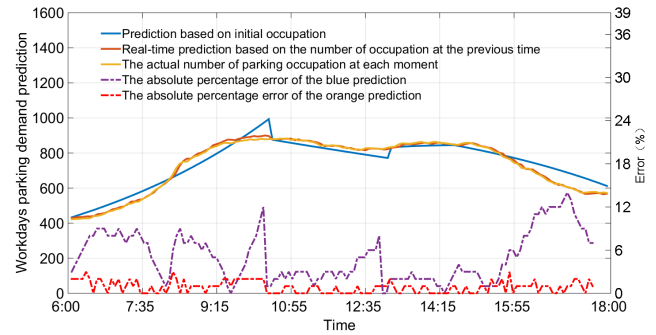 1600
1400
1200
1000
800
600
400
200
0
Workdays parking demand prediction
Prediction based on initial occupation
Real-time prediction based on the number of occupation at the previous time
The actual number of parking occupation at each moment
The absolute percentage error of the blue prediction
The absolute percentage error of the orange prediction
39
36
30
24
18
12
6
0
Error (%)
6:00 7:35 9:15 10:55 12:35 14:15 15:55 18:00
Time